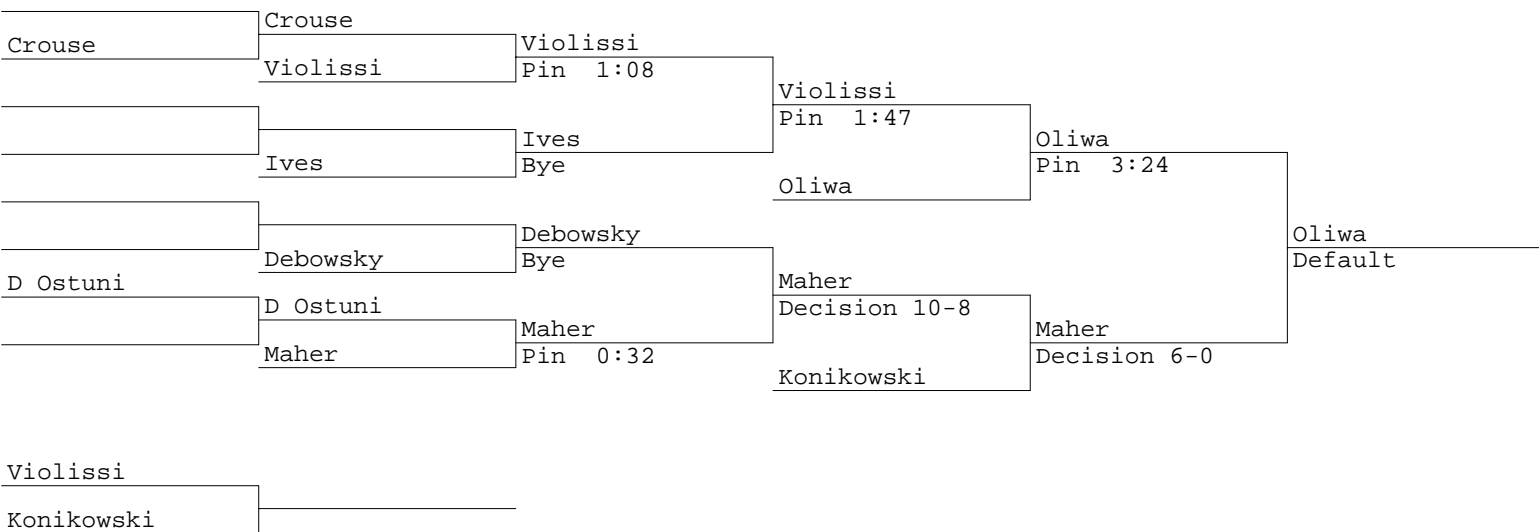 Crouse
Crouse
Violissi
Violissi
Pin 1:08
Violissi
Pin 1:47
Ives
Ives
Bye
Oliwa
Oliwa
Pin 3:24
Debowsky
Debowsky
Bye
Oliwa
Default
D Ostuni
D Ostuni
Maher
Maher
Pin 0:32
Maher
Decision 10-8
Konikowski
Maher
Decision 6-0
Violissi
Konikowski